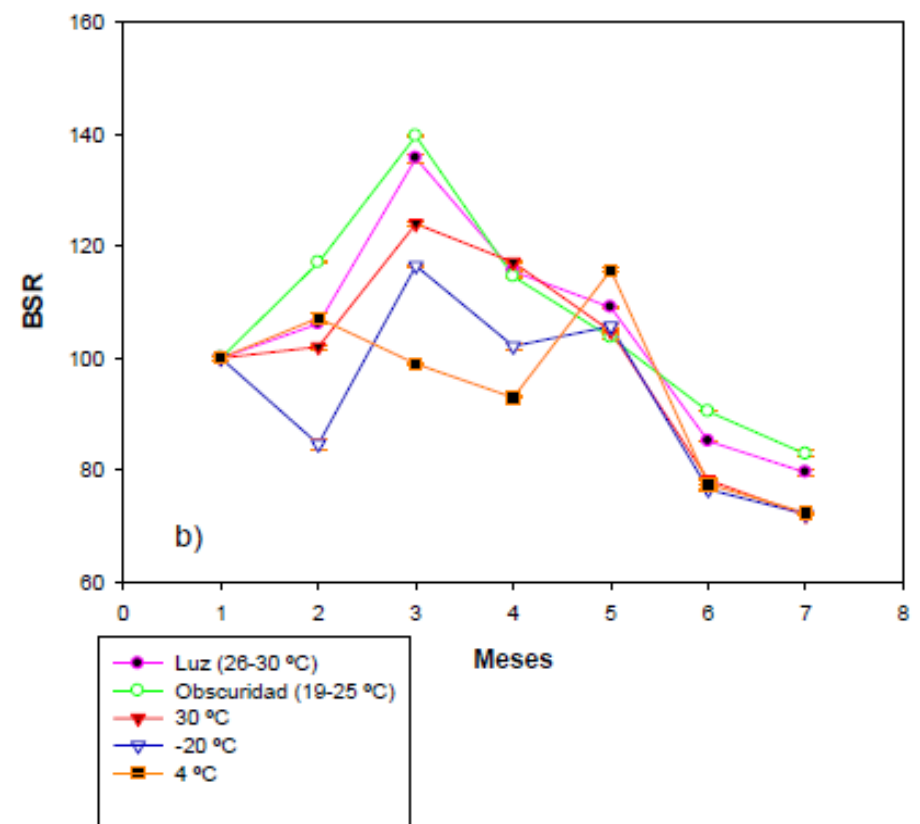 160
140
120
100
80
60
BSR
b)
0 1 2 3 4 5 6 7 8
Meses
Luz (26-30 ºC)
Obscuridad (19-25 ºC)
30 ºC
-20 ºC
4 ºC